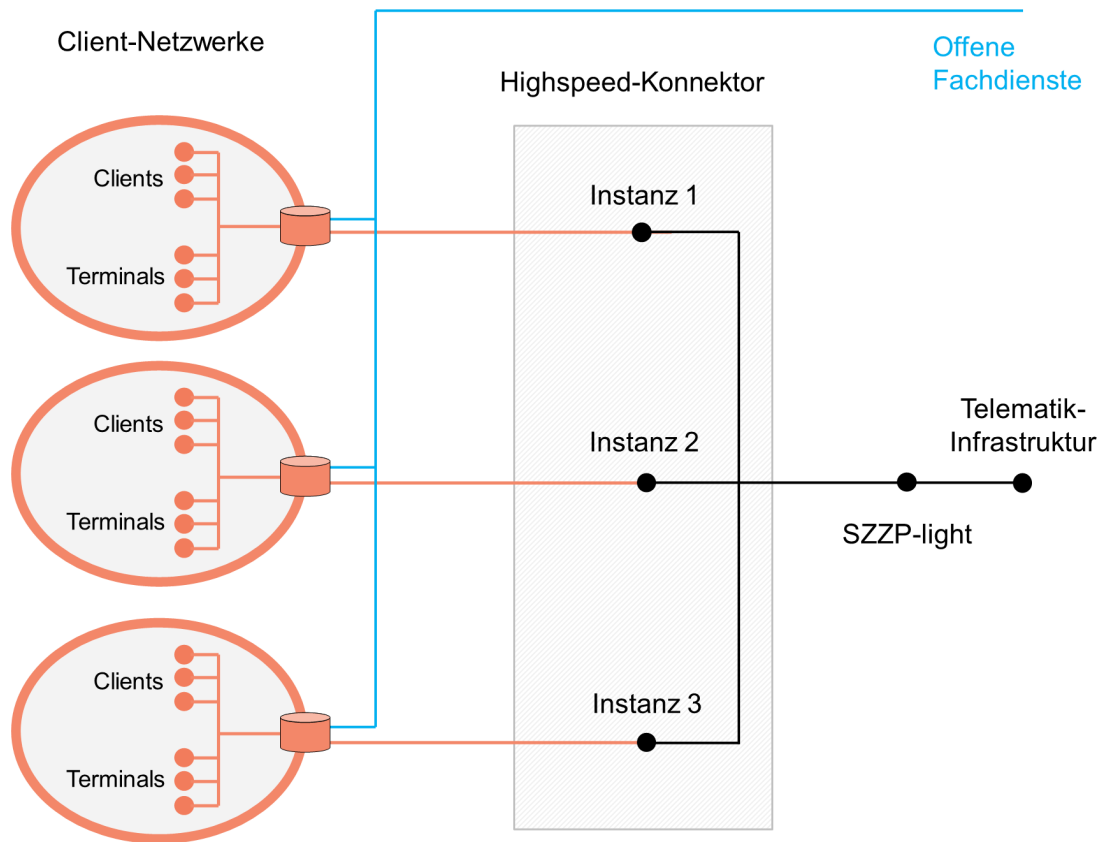 Client-Netzwerke
Offene
Fachdienste
Highspeed-Konnektor
Clients
Terminals
Instanz 1
Clients
Terminals
Instanz 2
Telematik-
Infrastruktur
SZZP-light
Clients
Terminals
Instanz 3